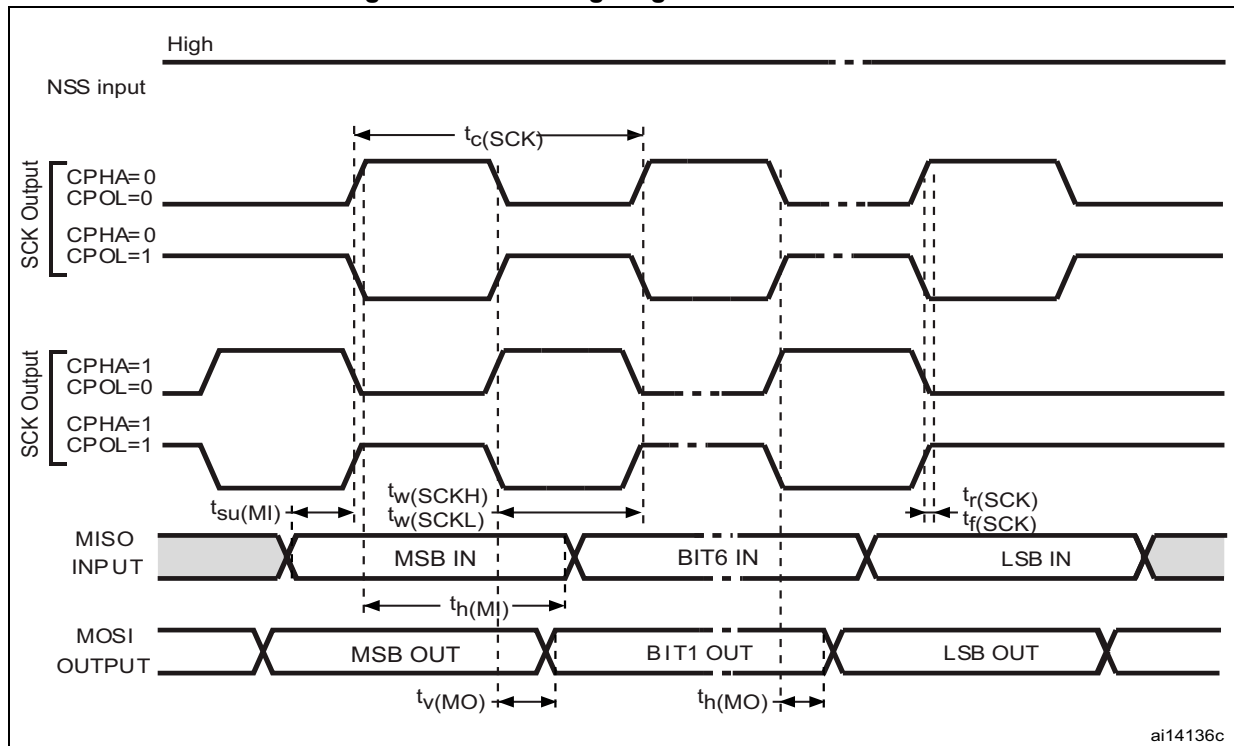 High
NSS input
tc(SCK)
SCK Output
CPHA=0
CPOL=0
CPHA=0
CPOL=1
SCK Output
CPHA=1
CPOL=0
CPHA=1
CPOL=1
tsu(MI)
tw(SCKH)
tw(SCKL)
tr(SCK)
tf(SCK)
MISO
INPUT
MSB IN
BIT6 IN
LSB IN
th(MI)
MOSI
OUTPUT
MSB OUT
BIT1 OUT
LSB OUT
tv(MO)
th(MO)
ai14136c